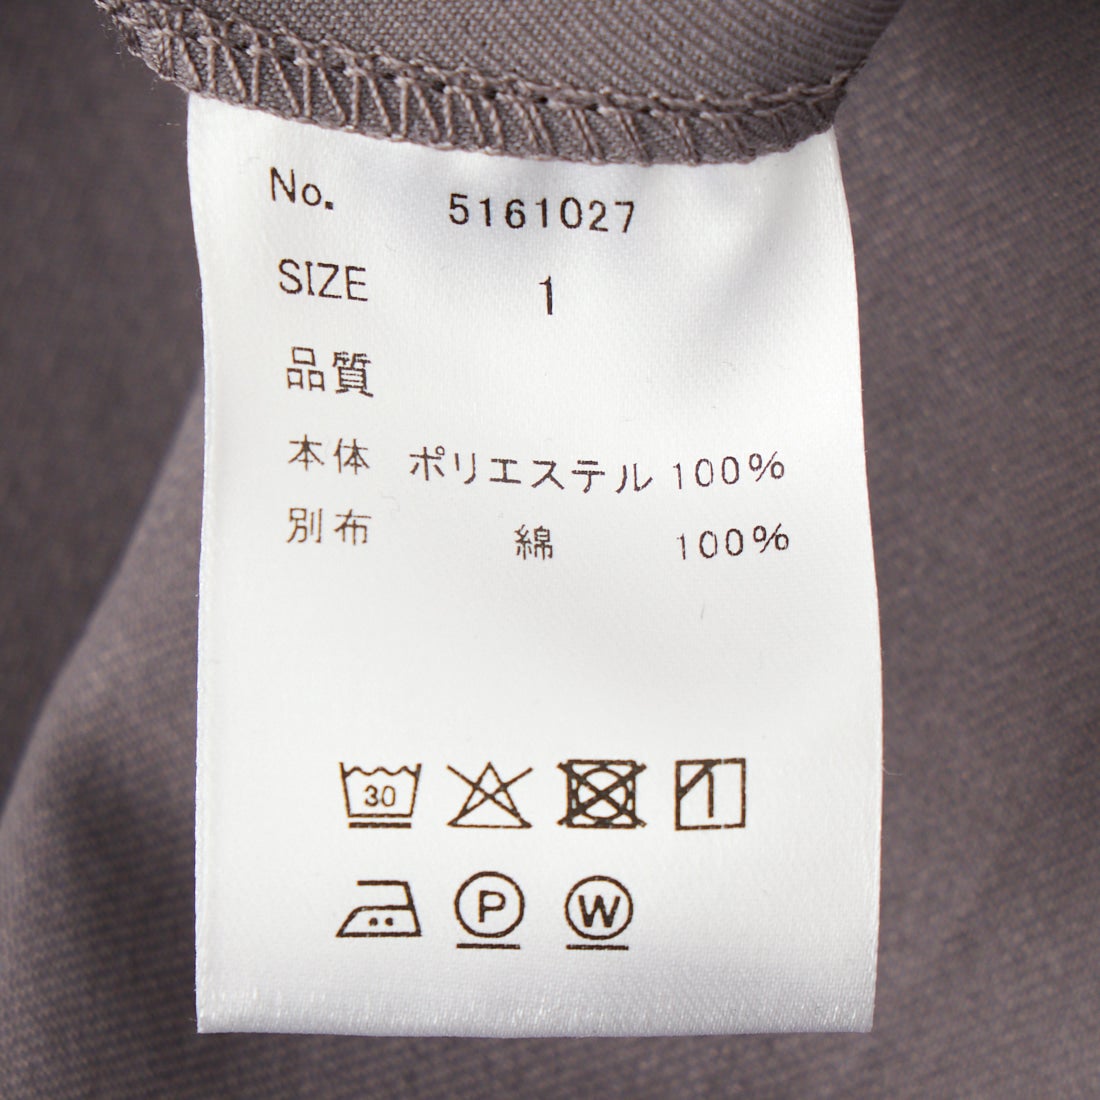 No. 5161027
SIZE 1
品質
本体 ポリエステル 100%
別布 綿 100%
30
P W